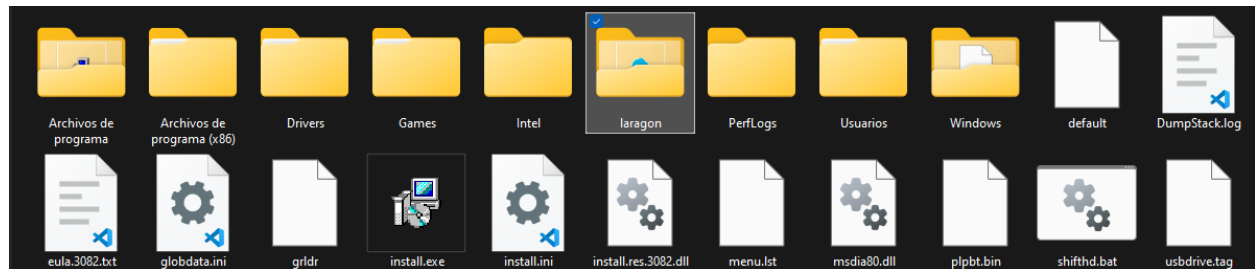 Archivos de programa
Archivos de programa (x86)
Drivers
Games
Intel
laragon
PerfLogs
Usuarios
Windows
default
DumpStack.log
eula.3082.txt
globdata.ini
grldr
install.exe
install.ini
install.res.3082.dll
menu.lst
msdia80.dll
plpbt.bin
shifthd.bat
usbdrive.tag